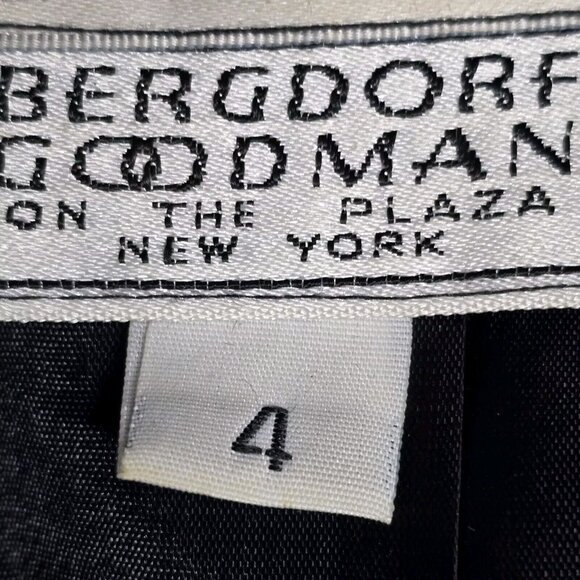 BERGDORF
GOODMAN
ON THE PLAZA
NEW YORK
4